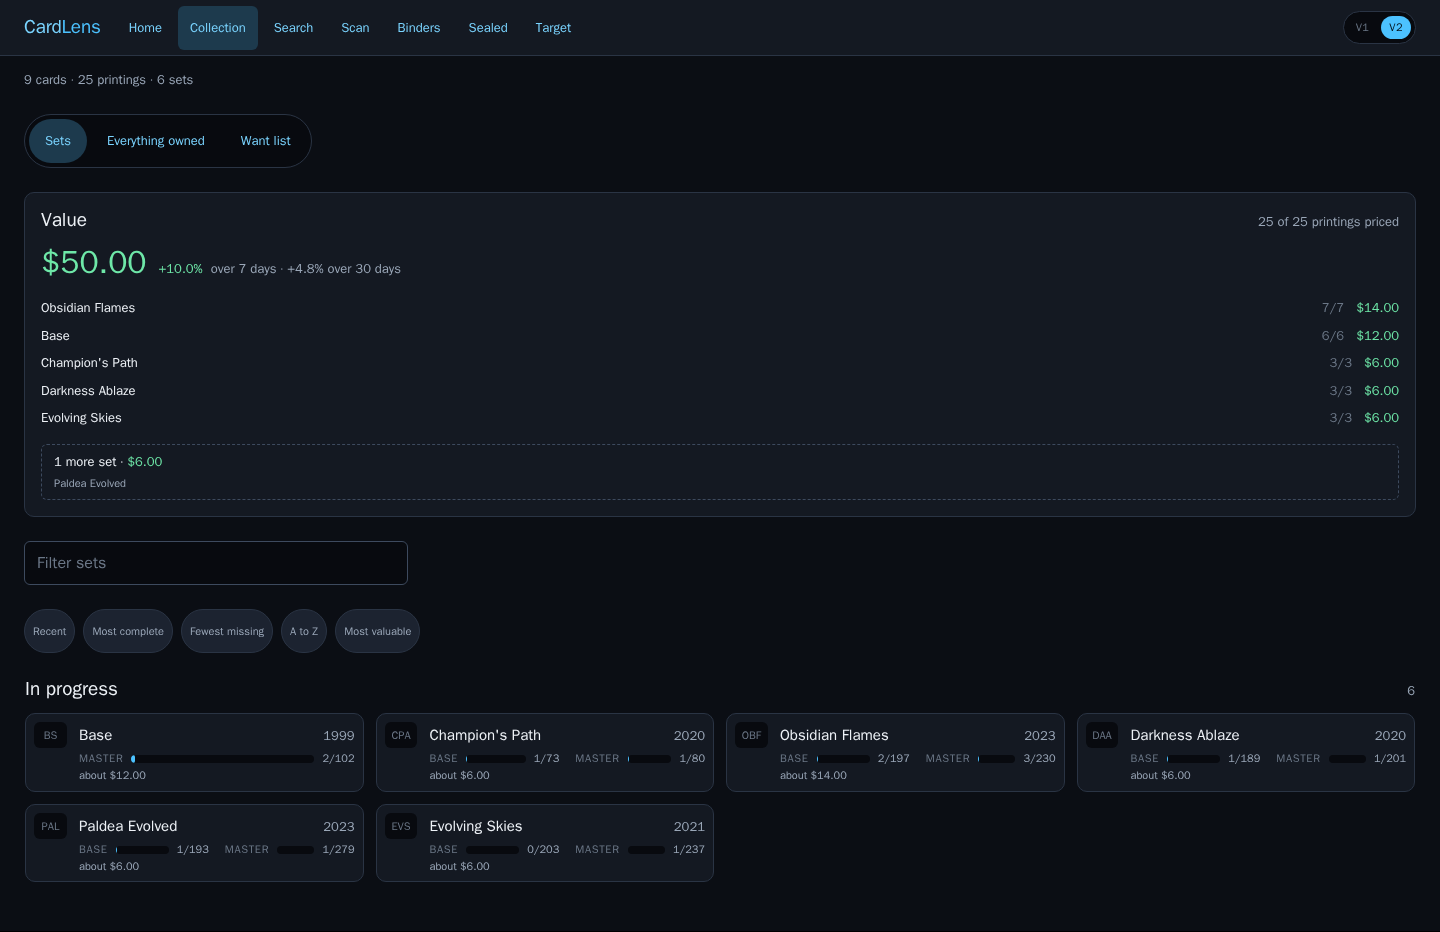 CardLens Home Collection Search Scan Binders Sealed Target V1 V2
9 cards · 25 printings · 6 sets
Sets Everything owned Want list
Value 25 of 25 printings priced
$50.00 +10.0% over 7 days · +4.8% over 30 days
Obsidian Flames 7/7 $14.00
Base 6/6 $12.00
Champion's Path 3/3 $6.00
Darkness Ablaze 3/3 $6.00
Evolving Skies 3/3 $6.00
1 more set · $6.00
Paldea Evolved
Filter sets
Recent Most complete Fewest missing A to Z Most valuable
In progress 6
BS Base 1999
MASTER 2/102
about $12.00
CPA Champion's Path 2020
BASE 1/73 MASTER 1/80
about $6.00
OBF Obsidian Flames 2023
BASE 2/197 MASTER 3/230
about $14.00
DAA Darkness Ablaze 2020
BASE 1/189 MASTER 1/201
about $6.00
PAL Paldea Evolved 2023
BASE 1/193 MASTER 1/279
about $6.00
EVS Evolving Skies 2021
BASE 0/203 MASTER 1/237
about $6.00